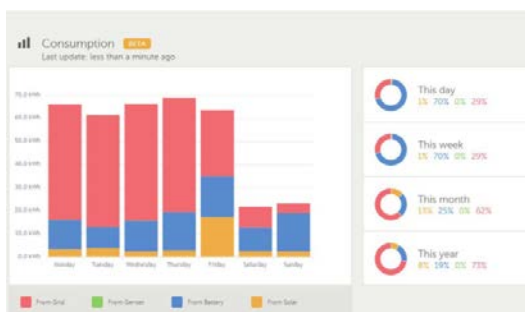 Consumption BETA
Last update: less than a minute ago
70.0 kWh
60.0 kWh
50.0 kWh
40.0 kWh
30.0 kWh
20.0 kWh
10.0 kWh
0.0 kWh
Monday Tuesday Wednesday Thursday Friday Saturday Sunday
From Grid From Genset From Battery From Solar
This day
1% 70% 0% 29%
This week
1% 70% 0% 29%
This month
13% 25% 0% 62%
This year
8% 19% 0% 73%